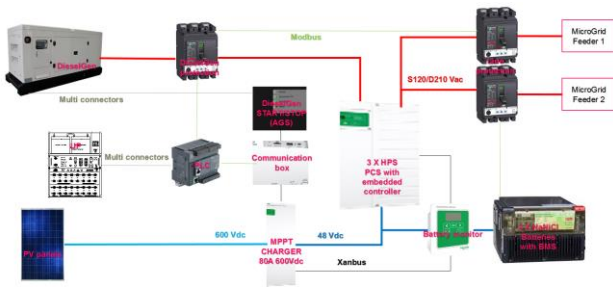 Modbus
MicroGrid
Feeder 1
DieselGen
S120/D210 Vac
MicroGrid
Feeder 2
Multi connectors
DieselGen
START/STOP
(AGS)
Multi connectors
PLC
Communication
box
3 X HPS
PCS with
embedded
controller
600 Vdc
48 Vdc
Battery monitor
Batteries
with BMS
PV panels
MPPT
CHARGER
80A 600Vdc
Xanbus